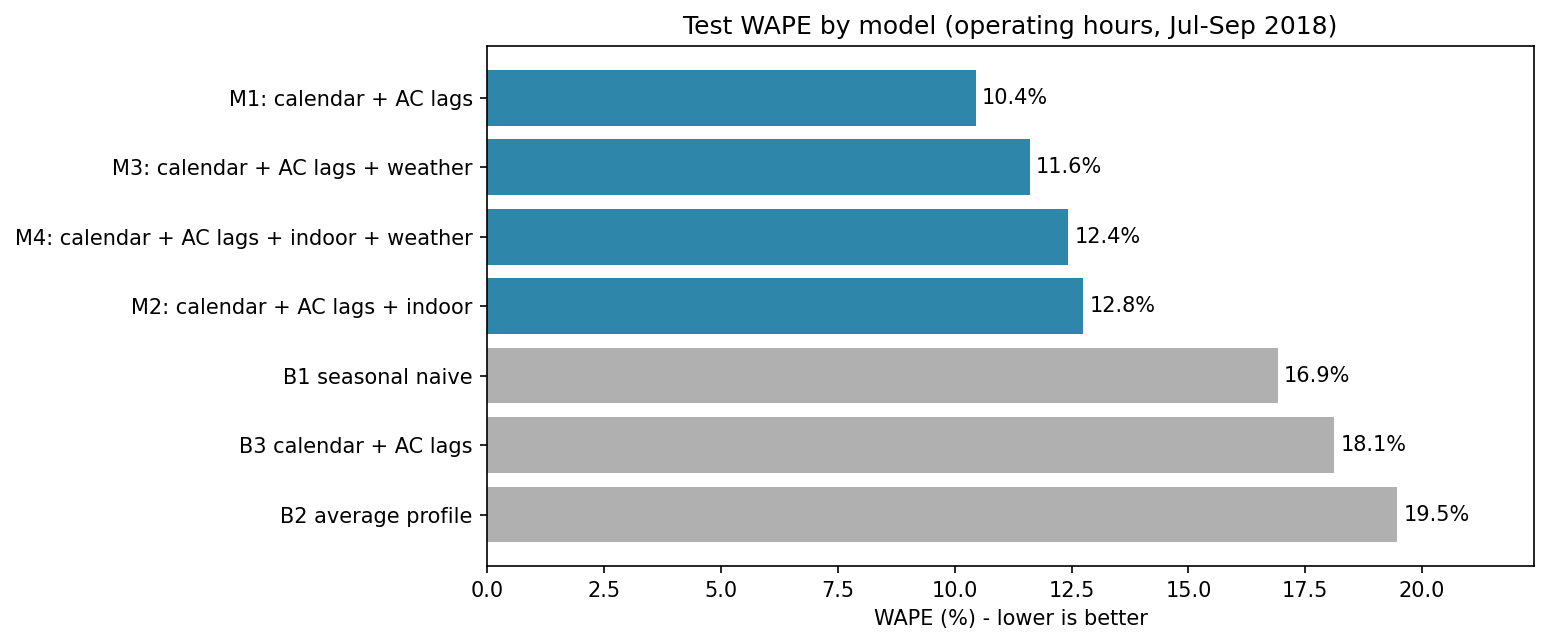 Test WAPE by model (operating hours, Jul-Sep 2018)
M1: calendar + AC lags 10.4%
M3: calendar + AC lags + weather 11.6%
M4: calendar + AC lags + indoor + weather 12.4%
M2: calendar + AC lags + indoor 12.8%
B1 seasonal naive 16.9%
B3 calendar + AC lags 18.1%
B2 average profile 19.5%
0.0 2.5 5.0 7.5 10.0 12.5 15.0 17.5 20.0
WAPE (%) - lower is better